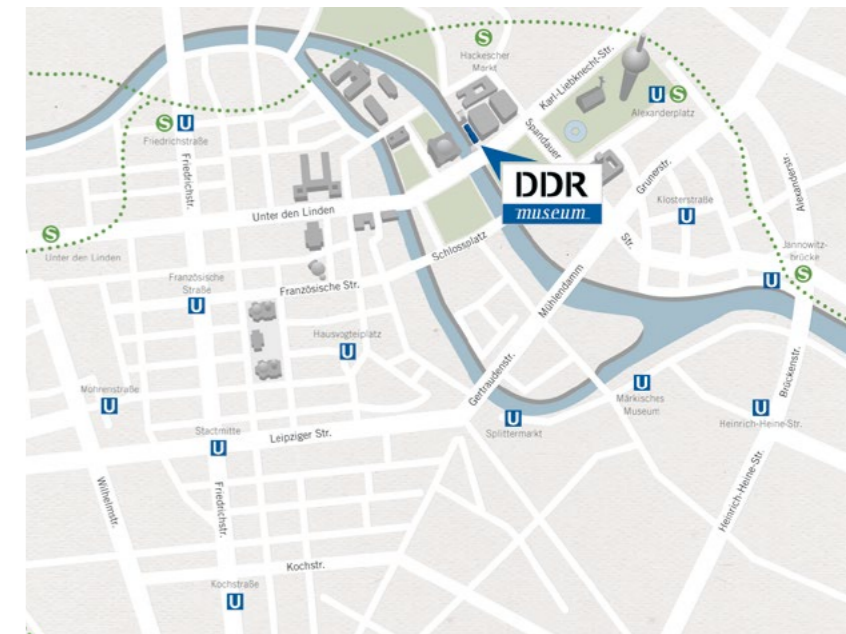 S
Hackescher
Markt
Karl-Liebknecht-Str.
U S
Alexanderplatz
S U
Friedrichstraße
Friedrichstr.
Spandauer
Str.
DDR
museum
Grunerstr.
Klosterstraße
U
Alexanderstr.
Jannowitz-
brücke
U S
Unter den Linden
S
Unter den Linden
Schlossplatz
Französische
Straße
U
Französische Str.
Mühlendamm
Hausvogteiplatz
U
Mohrenstraße
U
Gertraudenstr.
U
Märkisches
Museum
U
Splittermarkt
U
Heinrich-Heine-Str.
Brückenstr.
Stadtmitte
U
Leipziger Str.
Wilhelmstr.
Friedrichstr.
Heinrich-Heine-Str.
Kochstr.
Kochstraße
U